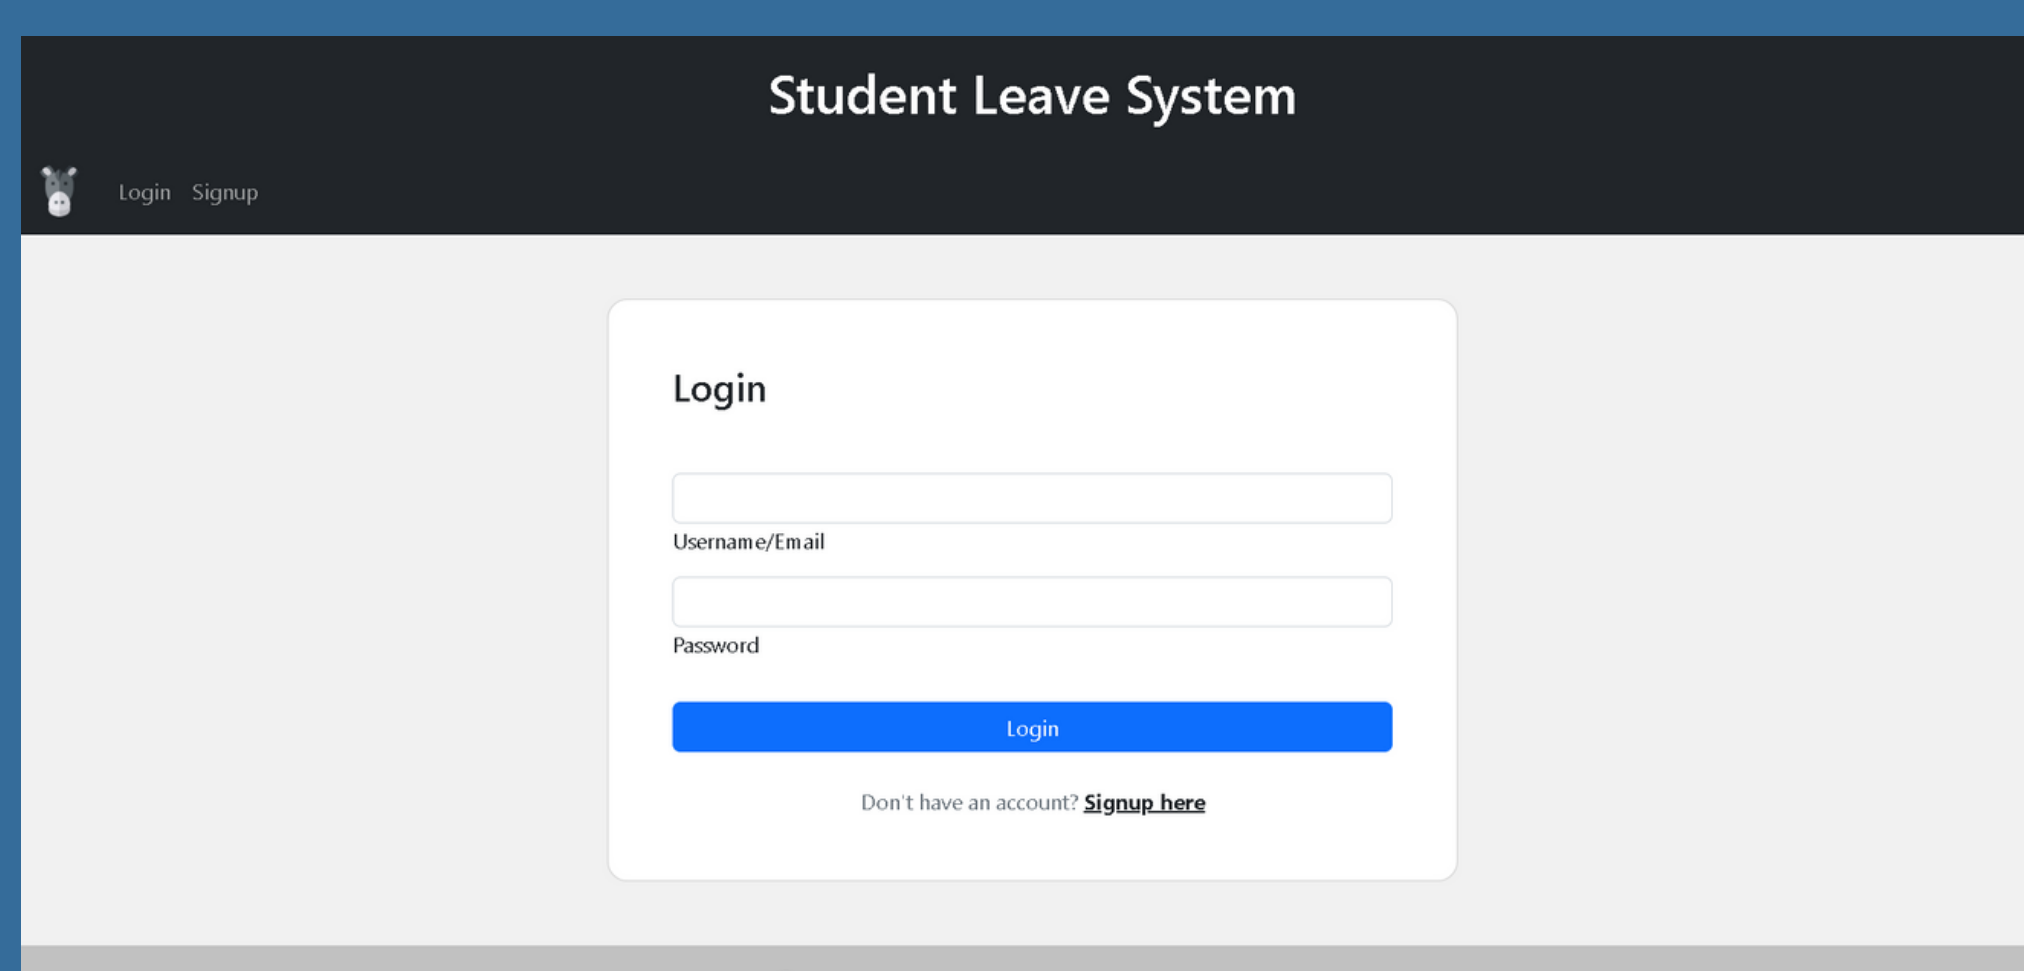 Student Leave System
Login Signup
Login
Username/Email
Password
Login
Don't have an account? Signup here